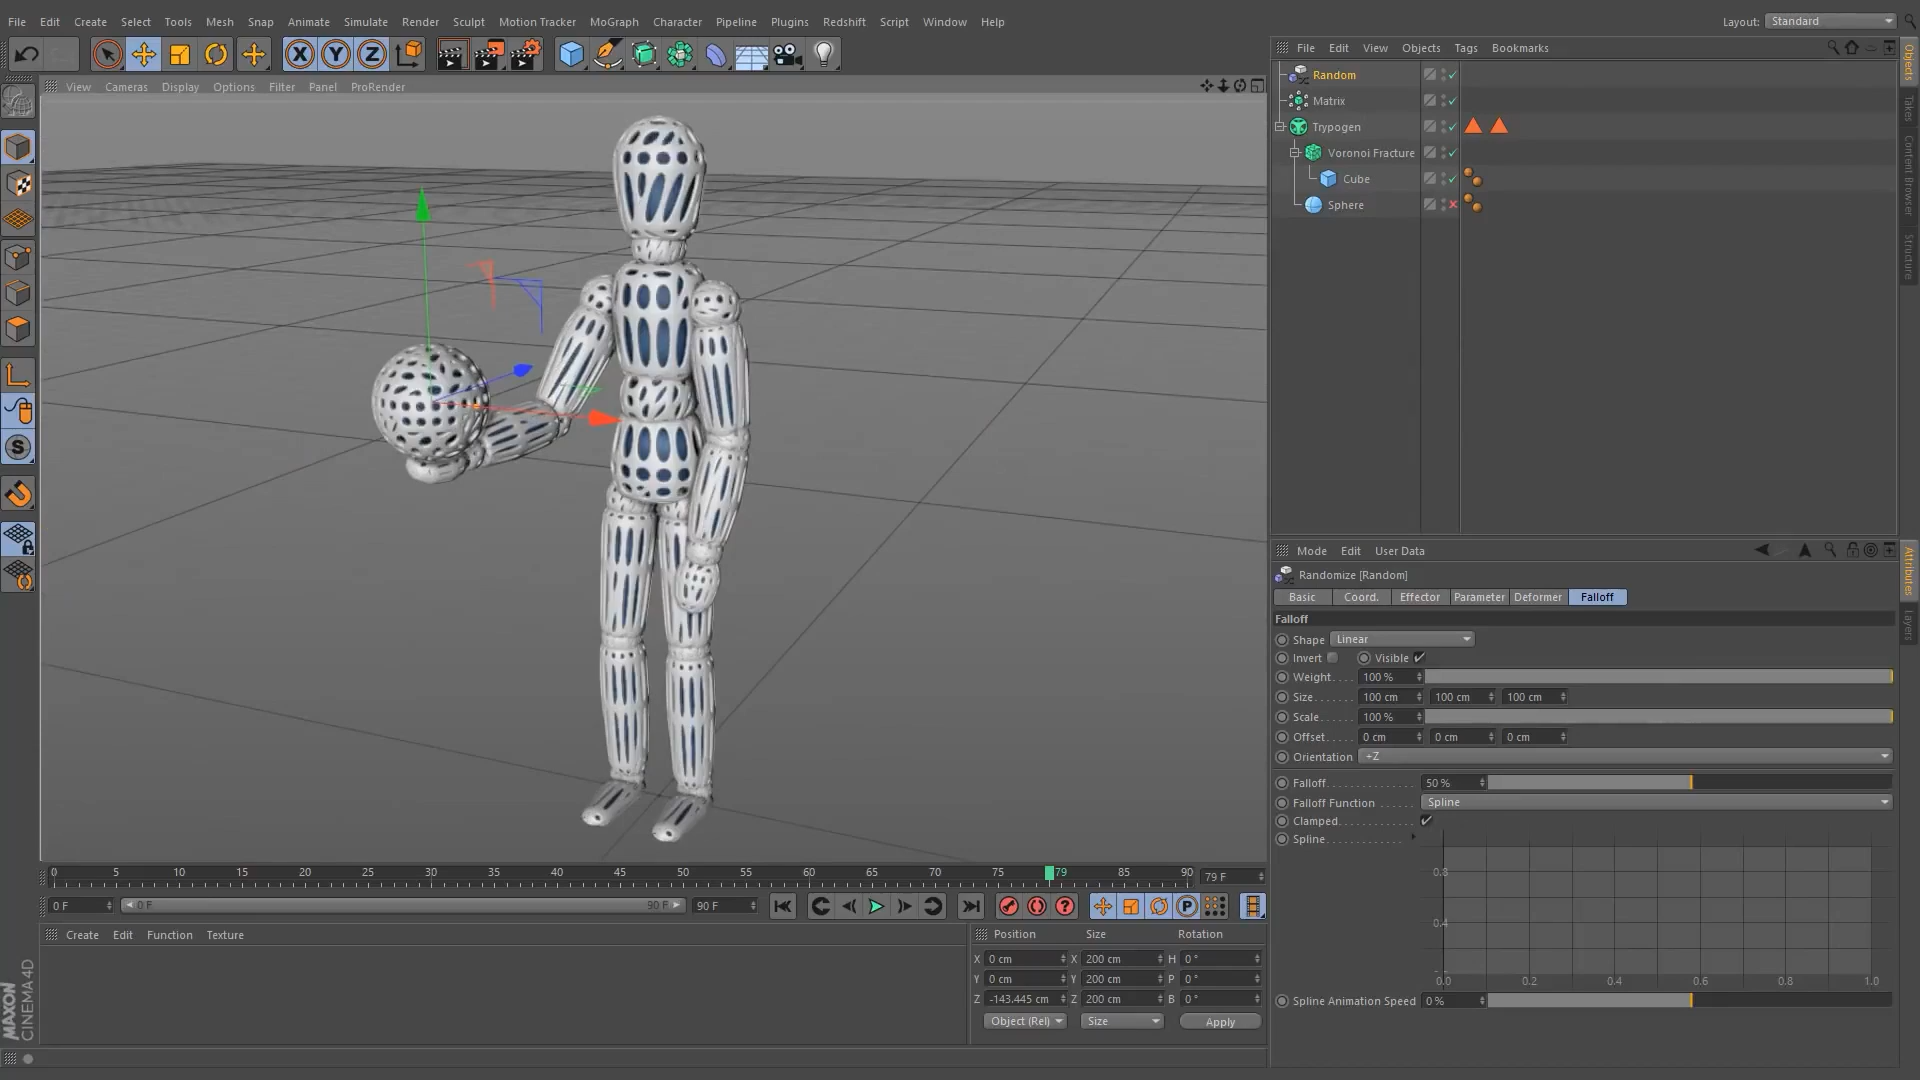 File Edit Create Select Tools Mesh Snap Animate Simulate Render Sculpt Motion Tracker MoGraph Character Pipeline Plugins Redshift Script Window Help
Layout: Standard
X Y Z
View Cameras Display Options Filter Panel ProRender
File Edit View Objects Tags Bookmarks
Random
Matrix
Trypogen
Voronoi Fracture
Cube
Sphere
Objects
Takes
Content Browser
Structure
Mode Edit User Data
Randomize [Random]
Basic Coord. Effector Parameter Deformer Falloff
Falloff
Shape Linear
Invert Visible
Weight.... 100 %
Size....... 100 cm 100 cm 100 cm
Scale...... 100 %
Offset..... 0 cm 0 cm 0 cm
Orientation +Z
Falloff.............. 50 %
Falloff Function ...... Spline
Clamped............
Spline..............
0.8
0.4
0.0 0.2 0.4 0.6 0.8 1.0
Spline Animation Speed 0 %
Attributes
Layers
0 5 10 15 20 25 30 35 40 45 50 55 60 65 70 75 79 85 90
79 F
0 F 0 F 90 F 90 F
Create Edit Function Texture
Position Size Rotation
X 0 cm X 200 cm H 0 °
Y 0 cm Y 200 cm P 0 °
Z -143.445 cm Z 200 cm B 0 °
Object (Rel) Size Apply
MAXON
CINEMA 4D